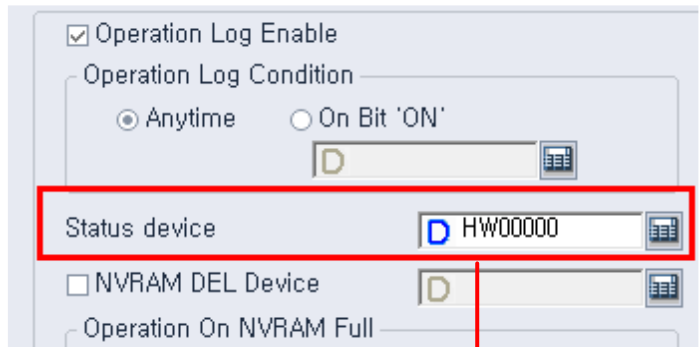 Operation Log Enable
Operation Log Condition
Anytime On Bit 'ON'
D
Status device D HW00000
NVRAM DEL Device D
Operation On NVRAM Full